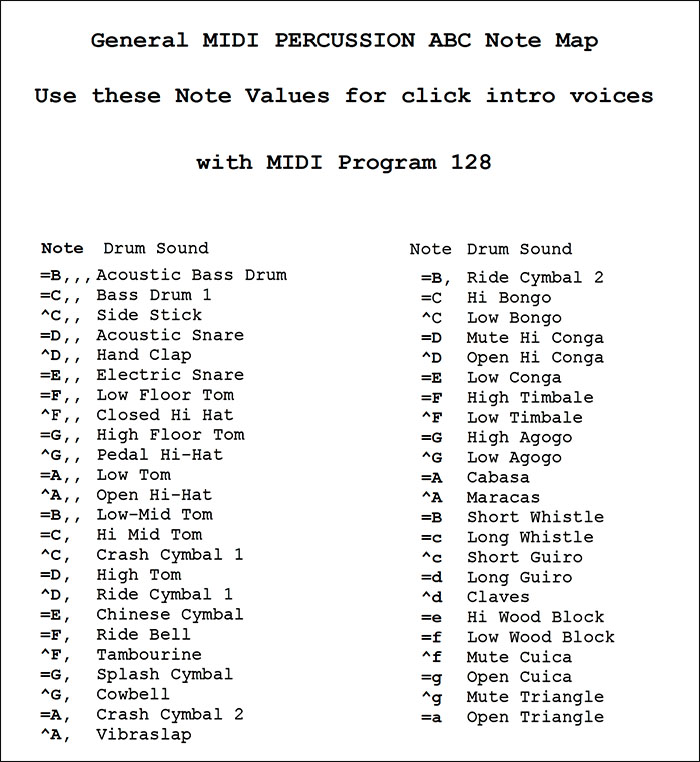 General MIDI PERCUSSION ABC Note Map
Use these Note Values for click intro voices
with MIDI Program 128
Note Drum Sound
=B,,, Acoustic Bass Drum
=C,, Bass Drum 1
^C,, Side Stick
=D,, Acoustic Snare
^D,, Hand Clap
=E,, Electric Snare
=F,, Low Floor Tom
^F,, Closed Hi Hat
=G,, High Floor Tom
^G,, Pedal Hi-Hat
=A,, Low Tom
^A,, Open Hi-Hat
=B,, Low-Mid Tom
=C, Hi Mid Tom
^C, Crash Cymbal 1
=D, High Tom
^D, Ride Cymbal 1
=E, Chinese Cymbal
=F, Ride Bell
^F, Tambourine
=G, Splash Cymbal
^G, Cowbell
=A, Crash Cymbal 2
^A, Vibraslap
Note Drum Sound
=B, Ride Cymbal 2
=C Hi Bongo
^C Low Bongo
=D Mute Hi Conga
^D Open Hi Conga
=E Low Conga
=F High Timbale
^F Low Timbale
=G High Agogo
^G Low Agogo
=A Cabasa
^A Maracas
=B Short Whistle
=c Long Whistle
^c Short Guiro
=d Long Guiro
^d Claves
=e Hi Wood Block
=f Low Wood Block
^f Mute Cuica
=g Open Cuica
^g Mute Triangle
=a Open Triangle